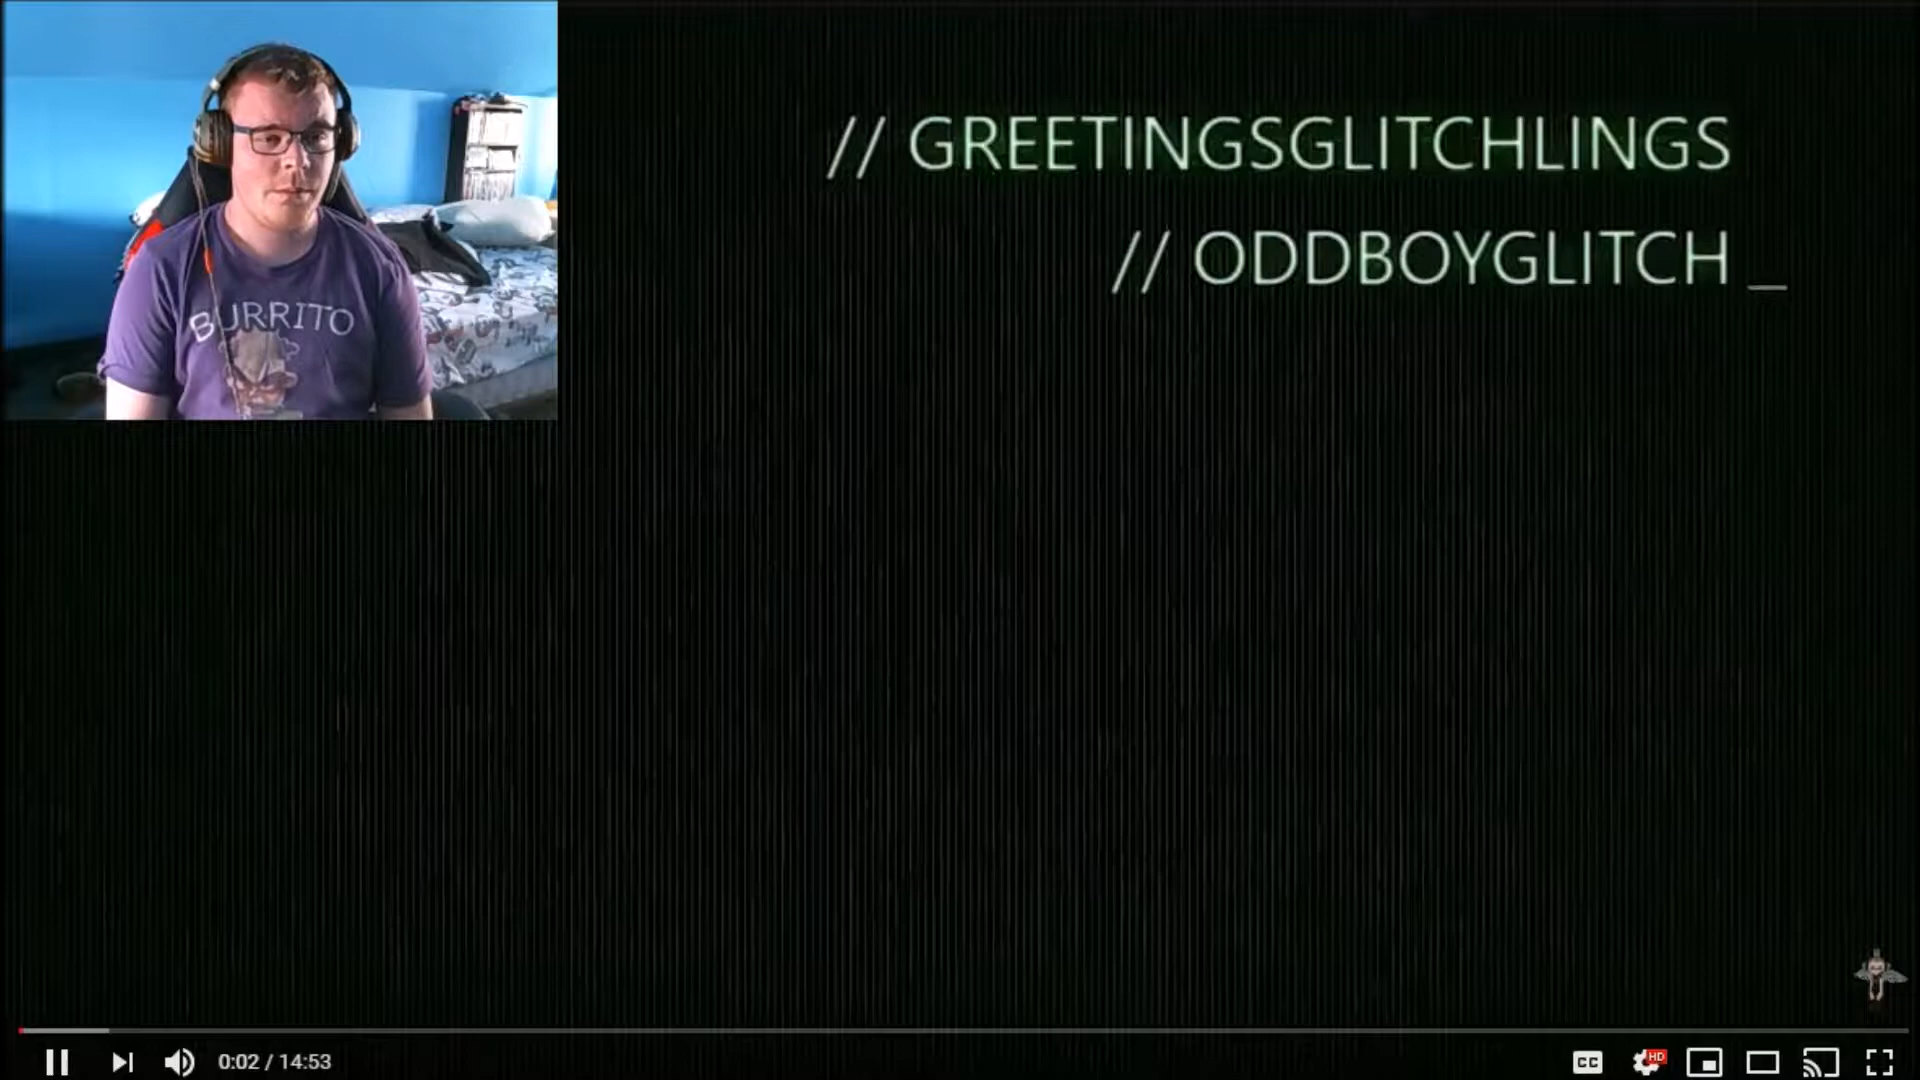 // GREETINGSGLITCHLINGS
// ODDBOYGLITCH _
BURRITO
0:02 / 14:53
CC
HD